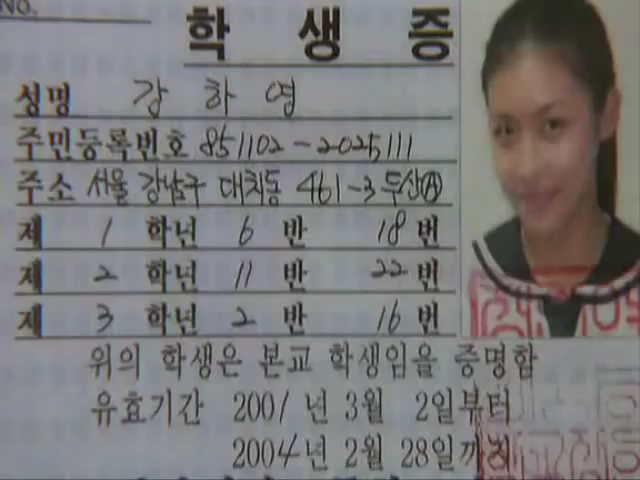 No.
학 생 증
성명 강 하 영
주민등록번호 851102-2025111
주소 서울 강남구 대치동 461-3 두산Ⓐ
제 1 학년 6 반 18 번
제 2 학년 11 반 22 번
제 3 학년 2 반 16 번
위의 학생은 본교 학생임을 증명함
유효기간 2001년 3월 2일부터
2004년 2월 28일까지